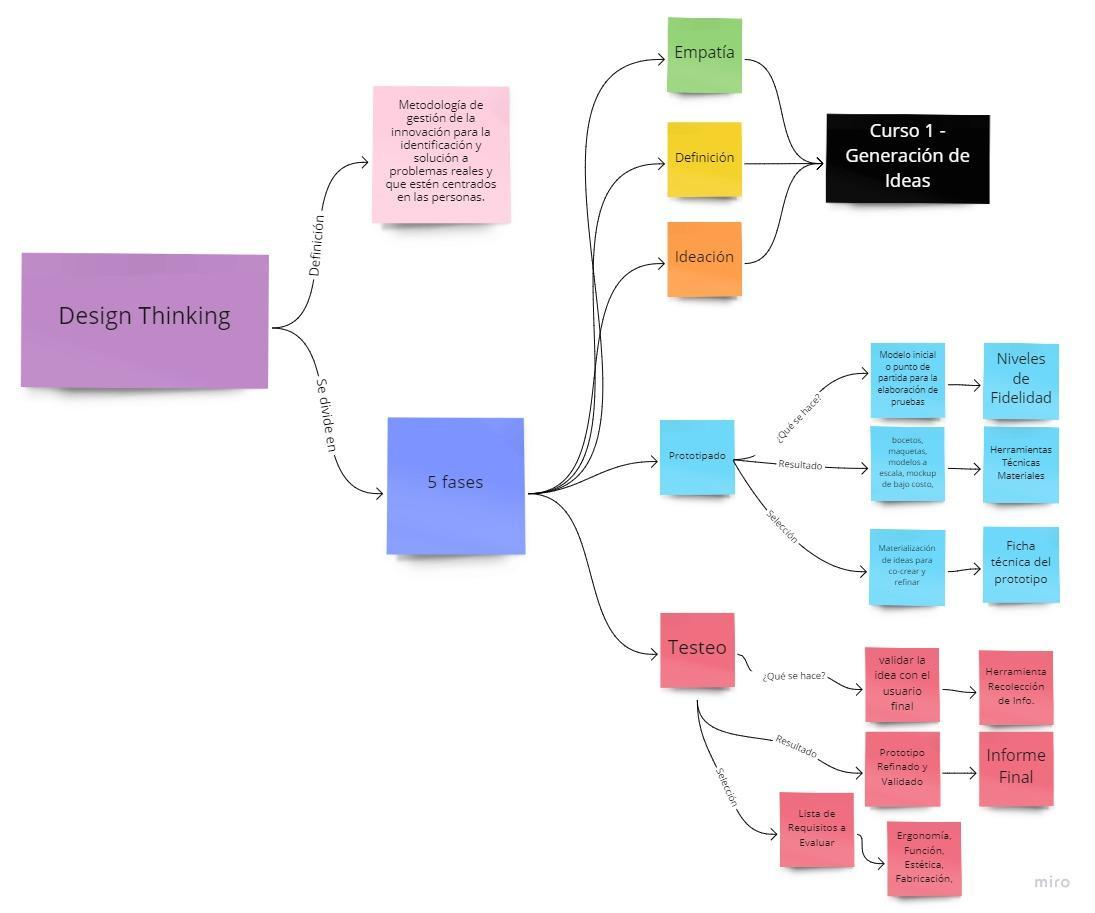 Design Thinking
Definición
Metodología de
gestión de la
innovación para la
identificación y
solución a
problemas reales y
que estén centrados
en las personas.
Se divide en
5 fases
Empatía
Definición
Ideación
Curso 1 -
Generación de
Ideas
Prototipado
¿Qué se hace?
Modelo inicial
o punto de
partida para la
elaboración de
pruebas
Niveles
de
Fidelidad
Resultado
bocetos,
maquetas,
modelos a
escala, mockup
de bajo costo,
Herramientas
Técnicas
Materiales
Selección
Materialización
de ideas para
co-crear y
refinar
Ficha
técnica del
prototipo
Testeo
¿Qué se hace?
validar la
idea con el
usuario
final
Herramienta
Recolección
de Info.
Resultado
Prototipo
Refinado y
Validado
Informe
Final
Selección
Lista de
Requisitos a
Evaluar
Ergonomía,
Función,
Estética,
Fabricación,
miro